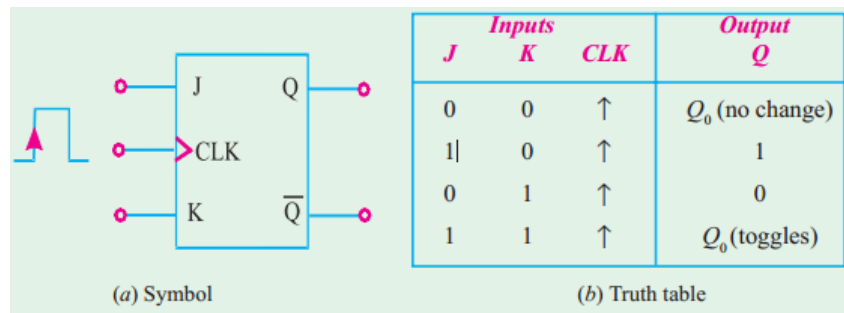 J Q
CLK
K Q̅
(a) Symbol
Inputs Output
J K CLK Q
0 0 ↑ Q₀ (no change)
1| 0 ↑ 1
0 1 ↑ 0
1 1 ↑ Q₀ (toggles)
(b) Truth table